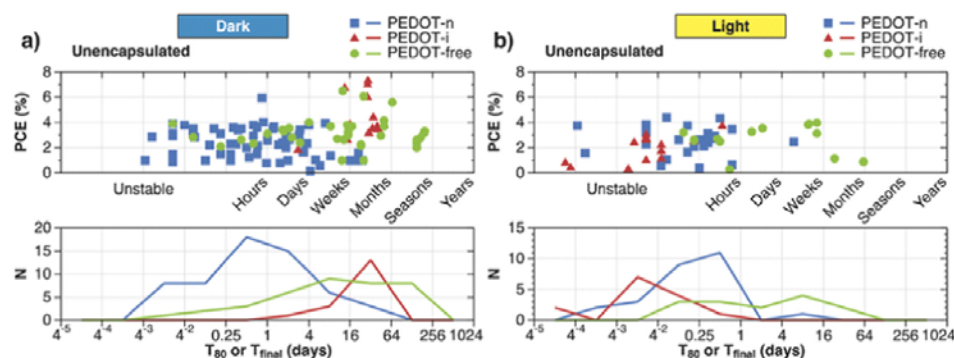 a)
Dark
PEDOT-n
PEDOT-i
PEDOT-free
Unencapsulated
PCE (%)
8
6
4
2
0
Unstable
Hours
Days
Weeks
Months
Seasons
Years
N
20
15
10
5
0
4⁻⁵ 4⁻³ 4⁻² 0.25 1 4 16 64 256 1024
T80 or Tfinal (days)
b)
Light
PEDOT-n
PEDOT-i
PEDOT-free
Unencapsulated
PCE (%)
8
6
4
2
0
Unstable
Hours
Days
Weeks
Months
Seasons
Years
N
15
10
5
0
4⁻⁵ 4⁻³ 4⁻² 0.25 1 4 16 64 256 1024
T80 or Tfinal (days)